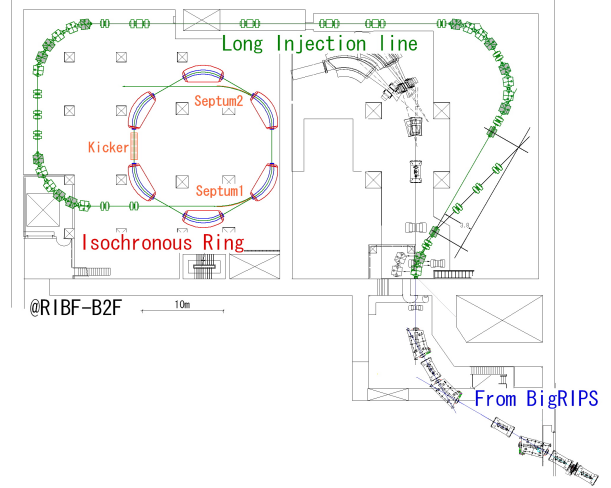 Long Injection line
Septum2
Kicker
Septum1
Isochronous Ring
@RIBF-B2F
10m
From BigRIPS